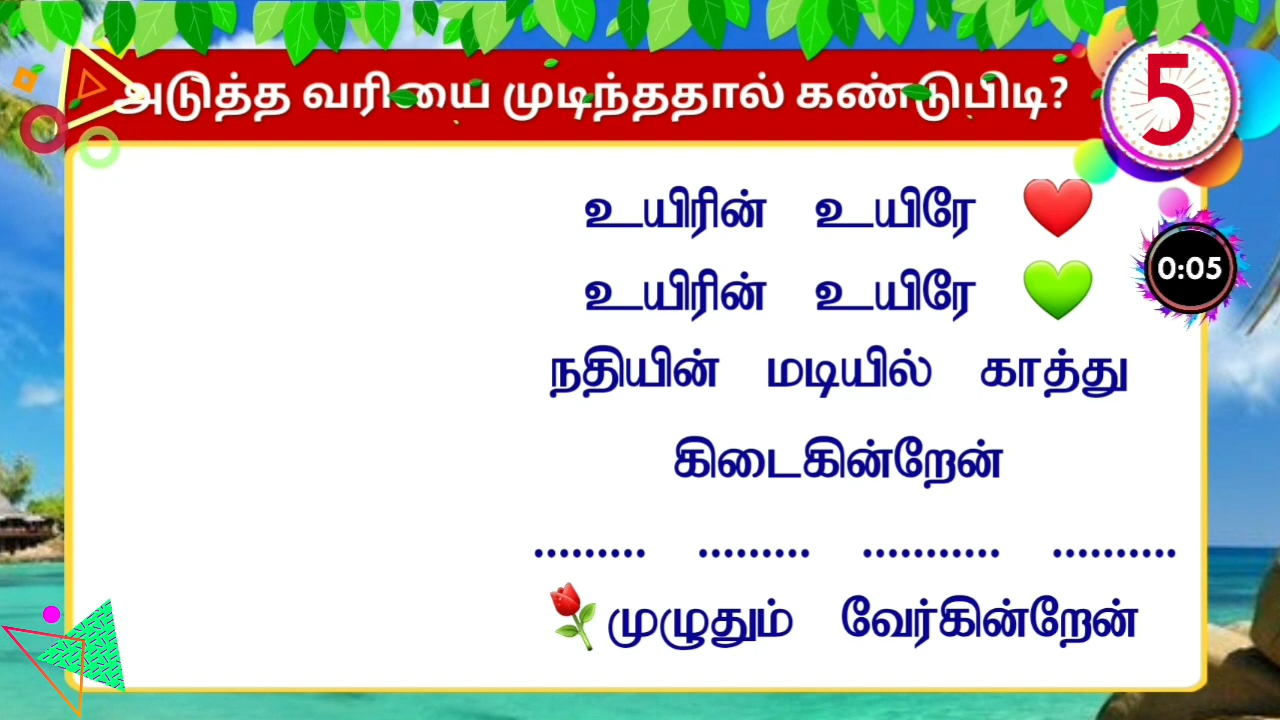 அடுத்த வரியை முடிந்ததால் கண்டுபிடி?
5
உயிரின் உயிரே
0:05
உயிரின் உயிரே
நதியின் மடியில் காத்து
கிடைகின்றேன்
......... ......... ........... ..........
முழுதும் வேர்கின்றேன்